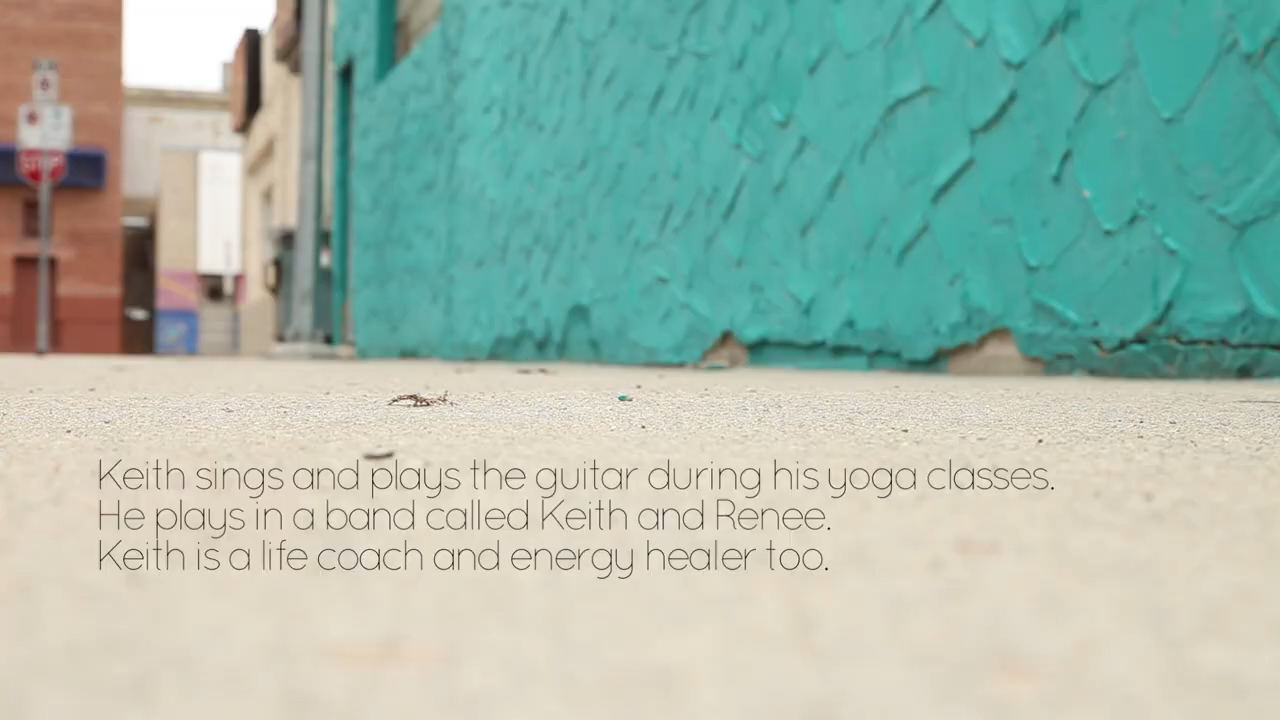 STOP
Keith sings and plays the guitar during his yoga classes.
He plays in a band called Keith and Renee.
Keith is a life coach and energy healer too.